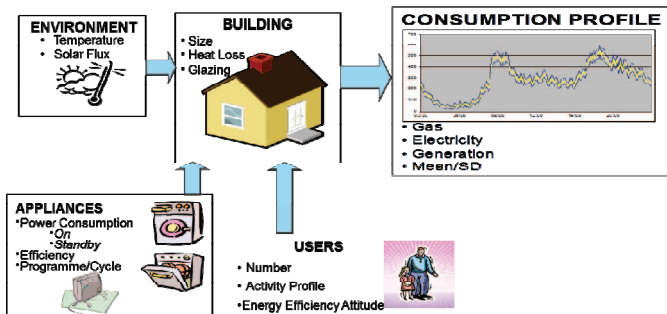 ENVIRONMENT
• Temperature
• Solar Flux
BUILDING
• Size
• Heat Loss
• Glazing
CONSUMPTION PROFILE
• Gas
• Electricity
• Generation
• Mean/SD
APPLIANCES
•Power Consumption
•On
•Standby
•Efficiency
•Programme/Cycle
USERS
• Number
• Activity Profile
•Energy Efficiency Attitude